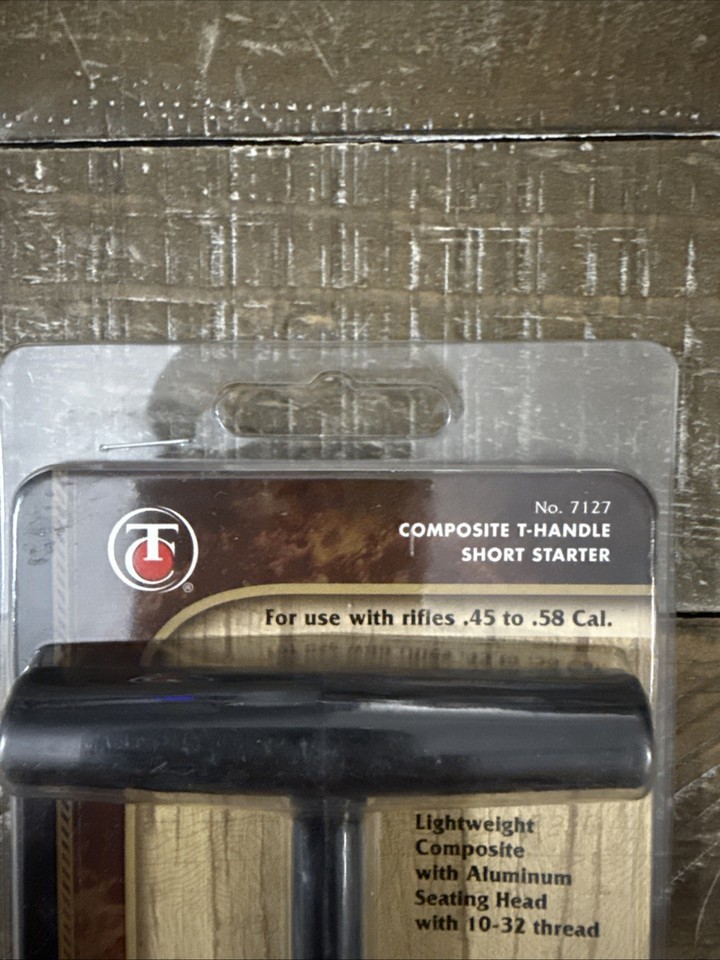 TC
®
No. 7127
COMPOSITE T-HANDLE
SHORT STARTER
For use with rifles .45 to .58 Cal.
Lightweight
Composite
with Aluminum
Seating Head
with 10-32 thread